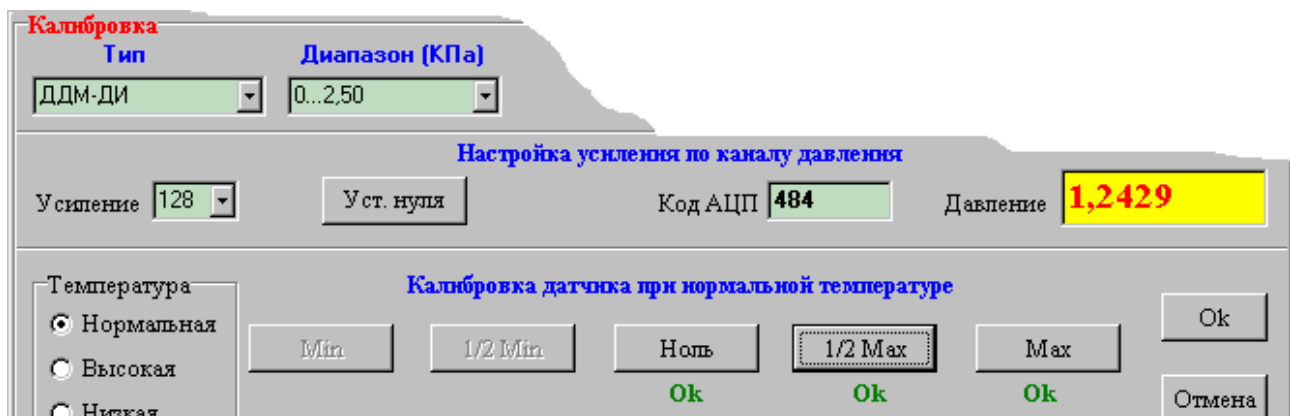 Калибровка
Тип Диапазон (КПа)
ДДМ-ДИ 0...2,50
Настройка усиления по каналу давления
Усиление 128 Уст. нуля Код АЦП 484 Давление 1,2429
Температура Калибровка датчика при нормальной температуре
Нормальная Min 1/2 Min Ноль 1/2 Max Max Ok
Высокая Ok Ok Ok
Низкая Отмена